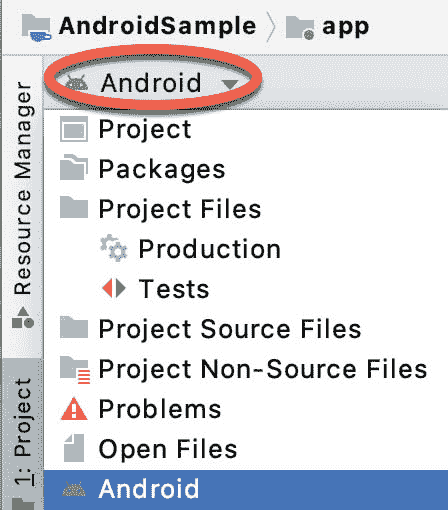 AndroidSample app
Android
Project
Packages
Project Files
Production
Tests
Project Source Files
Project Non-Source Files
Problems
Open Files
Android
Resource Manager
1: Project